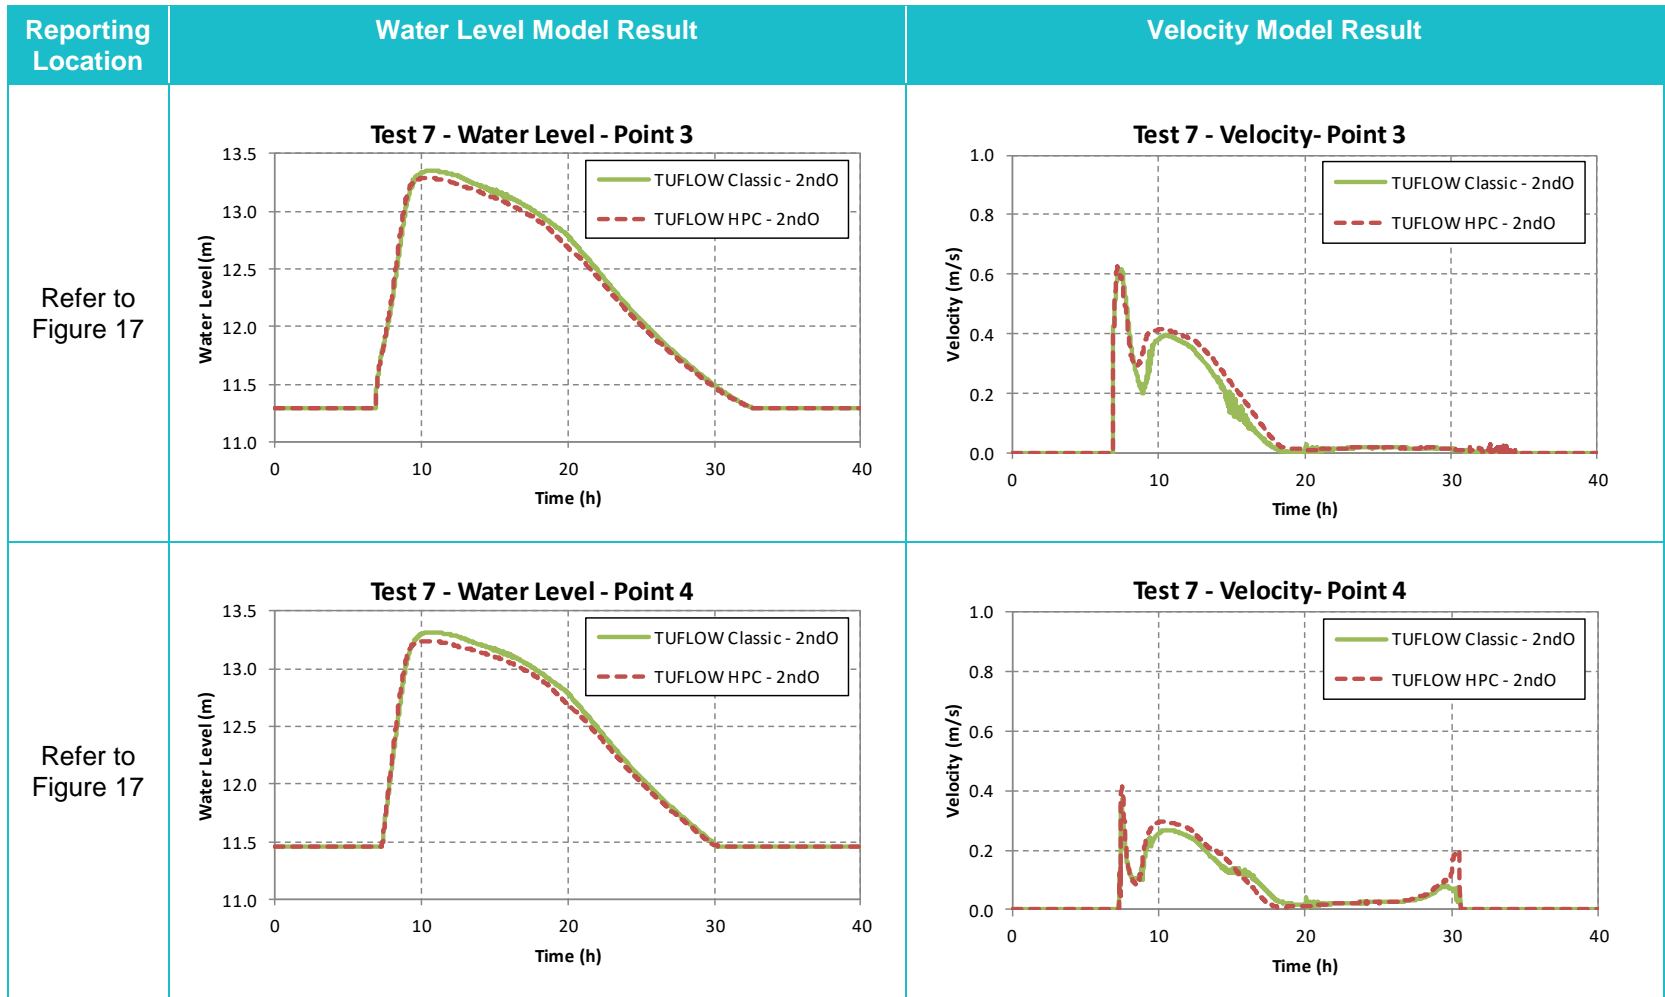 Reporting Location
Water Level Model Result
Velocity Model Result
Refer to
Figure 17
Test 7 - Water Level - Point 3
13.5
13.0
12.5
12.0
11.5
11.0
Water Level (m)
TUFLOW Classic - 2ndO
TUFLOW HPC - 2ndO
0 10 20 30 40
Time (h)
Test 7 - Velocity- Point 3
1.0
0.8
0.6
0.4
0.2
0.0
Velocity (m/s)
TUFLOW Classic - 2ndO
TUFLOW HPC - 2ndO
0 10 20 30 40
Time (h)
Refer to
Figure 17
Test 7 - Water Level - Point 4
13.5
13.0
12.5
12.0
11.5
11.0
Water Level (m)
TUFLOW Classic - 2ndO
TUFLOW HPC - 2ndO
0 10 20 30 40
Time (h)
Test 7 - Velocity- Point 4
1.0
0.8
0.6
0.4
0.2
0.0
Velocity (m/s)
TUFLOW Classic - 2ndO
TUFLOW HPC - 2ndO
0 10 20 30 40
Time (h)